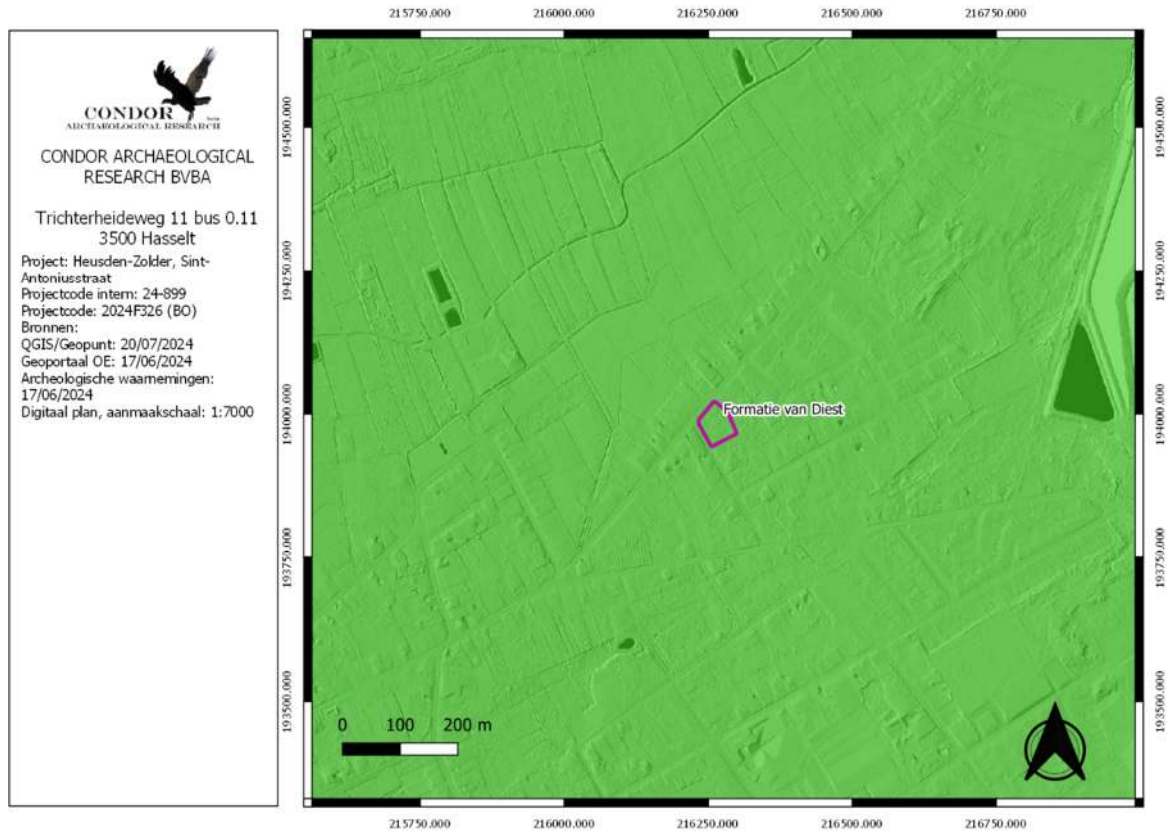 CONDOR
ARCHAEOLOGICAL RESEARCH
CONDOR ARCHAEOLOGICAL
RESEARCH BVBA
Trichterheideweg 11 bus 0.11
3500 Hasselt
Project: Heusden-Zolder, Sint-
Antoniusstraat
Projectcode intern: 24-899
Projectcode: 2024F326 (BO)
Bronnen:
QGIS/Geopunt: 20/07/2024
Geoportaal OE: 17/06/2024
Archeologische waarnemingen:
17/06/2024
Digitaal plan, aanmaakschaal: 1:7000
215750.000 216000.000 216250.000 216500.000 216750.000
194500.000 194500.000
194250.000 194250.000
194000.000 194000.000
Formatie van Diest
193750.000 193750.000
193500.000 193500.000
0 100 200 m
215750.000 216000.000 216250.000 216500.000 216750.000